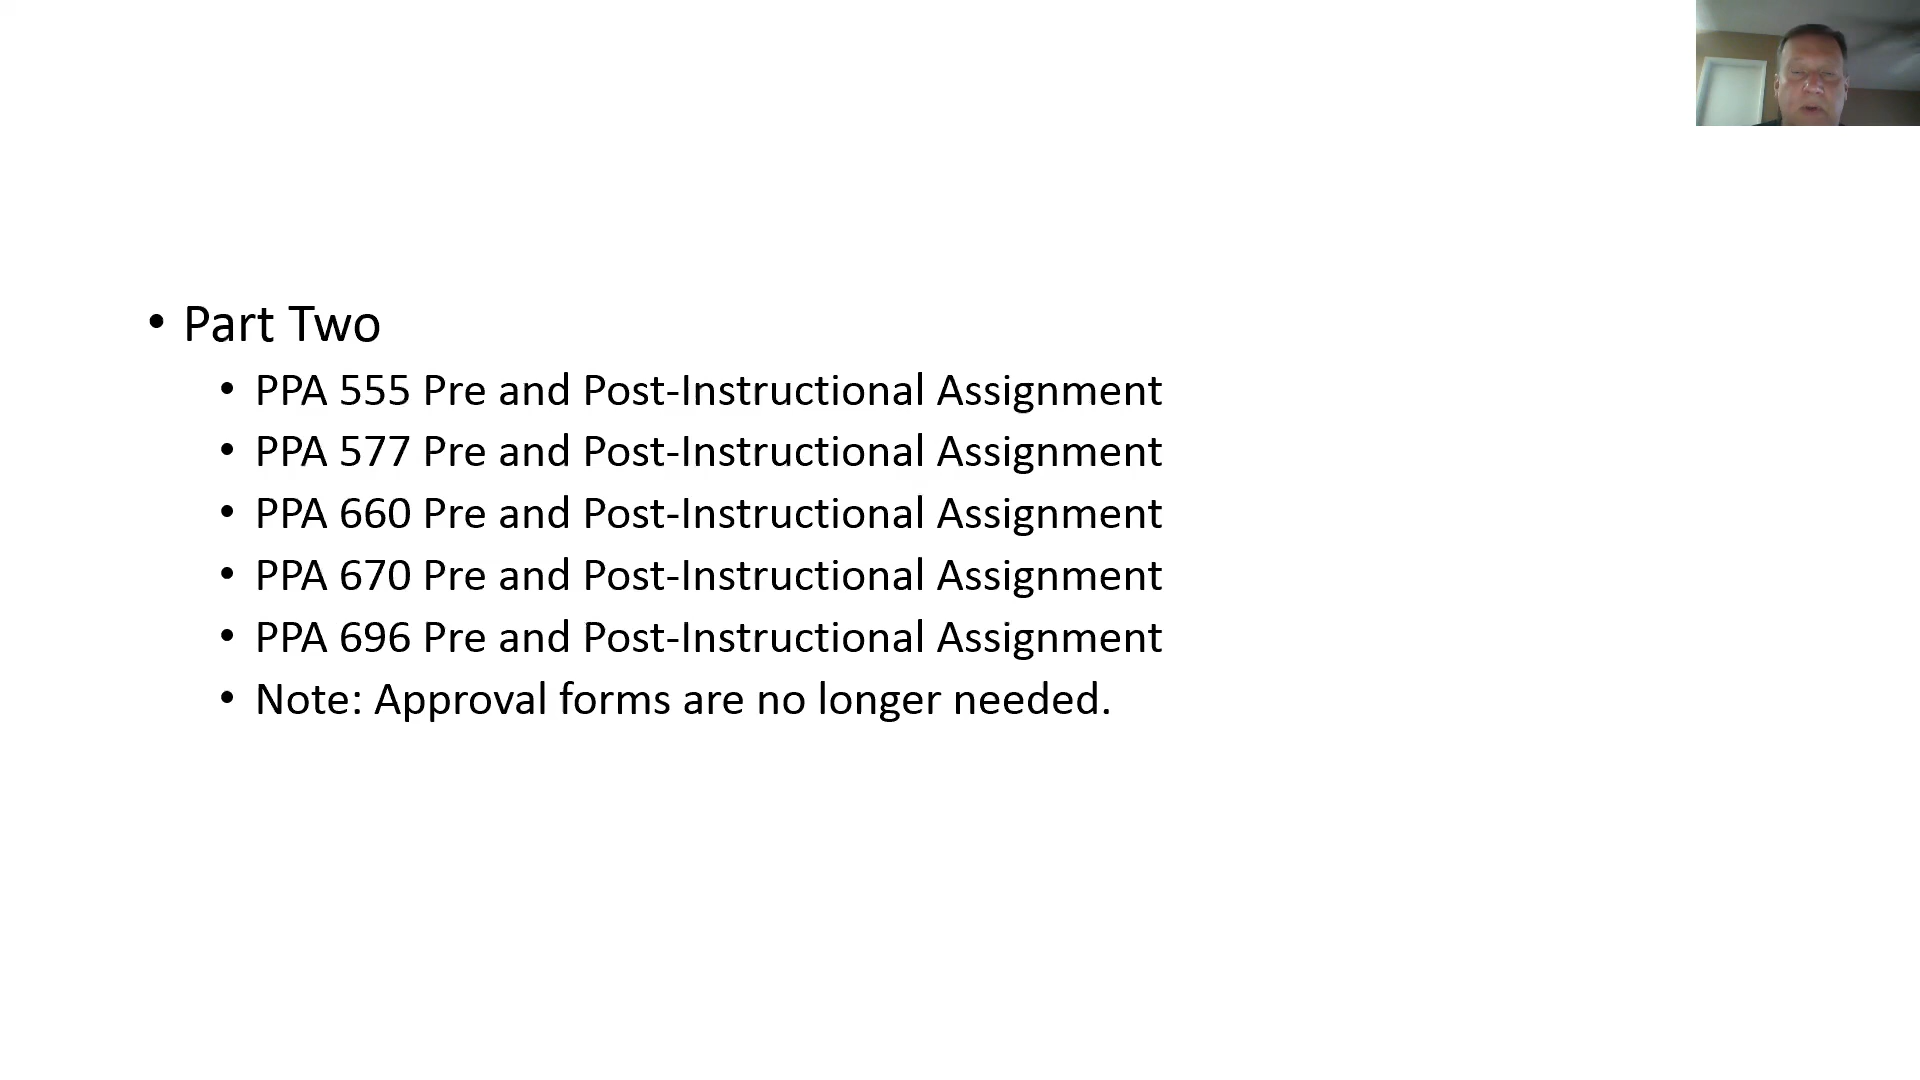 • Part Two
• PPA 555 Pre and Post-Instructional Assignment
• PPA 577 Pre and Post-Instructional Assignment
• PPA 660 Pre and Post-Instructional Assignment
• PPA 670 Pre and Post-Instructional Assignment
• PPA 696 Pre and Post-Instructional Assignment
• Note: Approval forms are no longer needed.